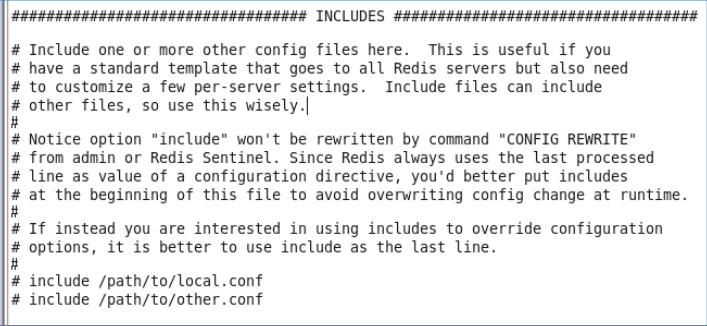 ################################## INCLUDES ###################################
# Include one or more other config files here.  This is useful if you
# have a standard template that goes to all Redis servers but also need
# to customize a few per-server settings.  Include files can include
# other files, so use this wisely.
#
# Notice option "include" won't be rewritten by command "CONFIG REWRITE"
# from admin or Redis Sentinel. Since Redis always uses the last processed
# line as value of a configuration directive, you'd better put includes
# at the beginning of this file to avoid overwriting config change at runtime.
#
# If instead you are interested in using includes to override configuration
# options, it is better to use include as the last line.
#
# include /path/to/local.conf
# include /path/to/other.conf